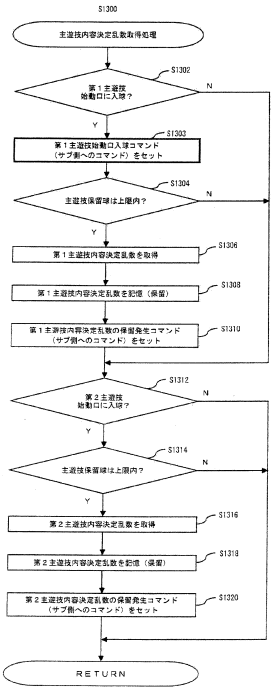 S1300
主遊技内容決定乱数取得処理
S1302
第1主遊技
始動口に入球?
N
Y
S1303
第1主遊技始動口入球コマンド
(サブ側へのコマンド)をセット
S1304
主遊技保留球は上限内?
N
Y
S1306
第1主遊技内容決定乱数を取得
S1308
第1主遊技内容決定乱数を記憶(保留)
S1310
第1主遊技内容決定乱数の保留発生コマンド
(サブ側へのコマンド)をセット
S1312
第2主遊技
始動口に入球?
N
Y
S1314
主遊技保留球は上限内?
N
Y
S1316
第2主遊技内容決定乱数を取得
S1318
第2主遊技内容決定乱数を記憶(保留)
S1320
第2主遊技内容決定乱数の保留発生コマンド
(サブ側へのコマンド)をセット
RETURN